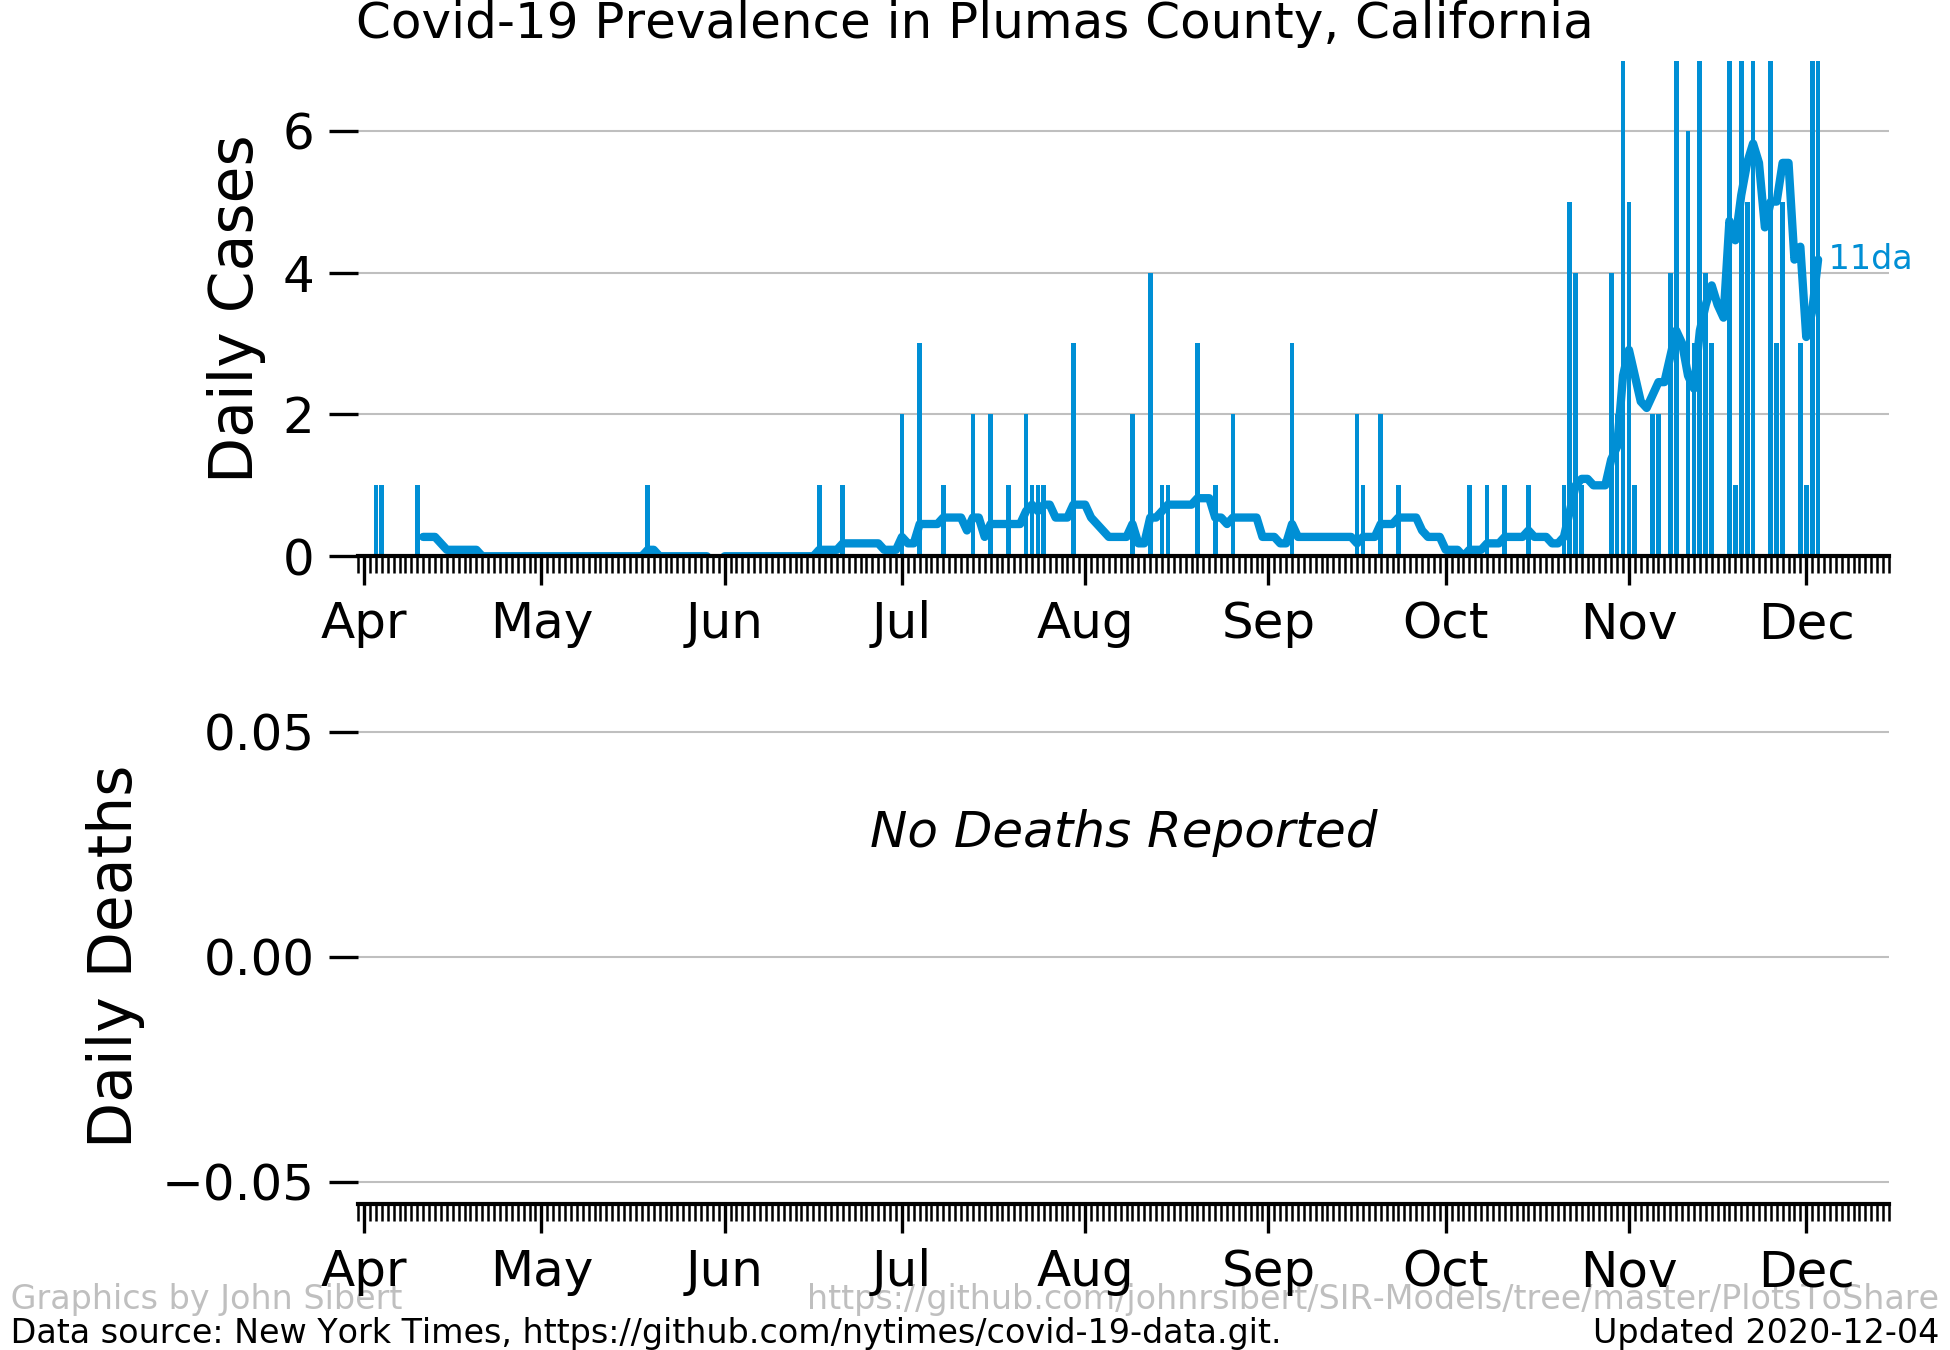 Covid-19 Prevalence in Plumas County, California
Daily Cases
6
4
2
0
11da
Apr May Jun Jul Aug Sep Oct Nov Dec
Daily Deaths
0.05
0.00
−0.05
No Deaths Reported
Apr May Jun Jul Aug Sep Oct Nov Dec
Graphics by John Sibert https://github.com/johnrsibert/SIR-Models/tree/master/PlotsToShare
Data source: New York Times, https://github.com/nytimes/covid-19-data.git. Updated 2020-12-04